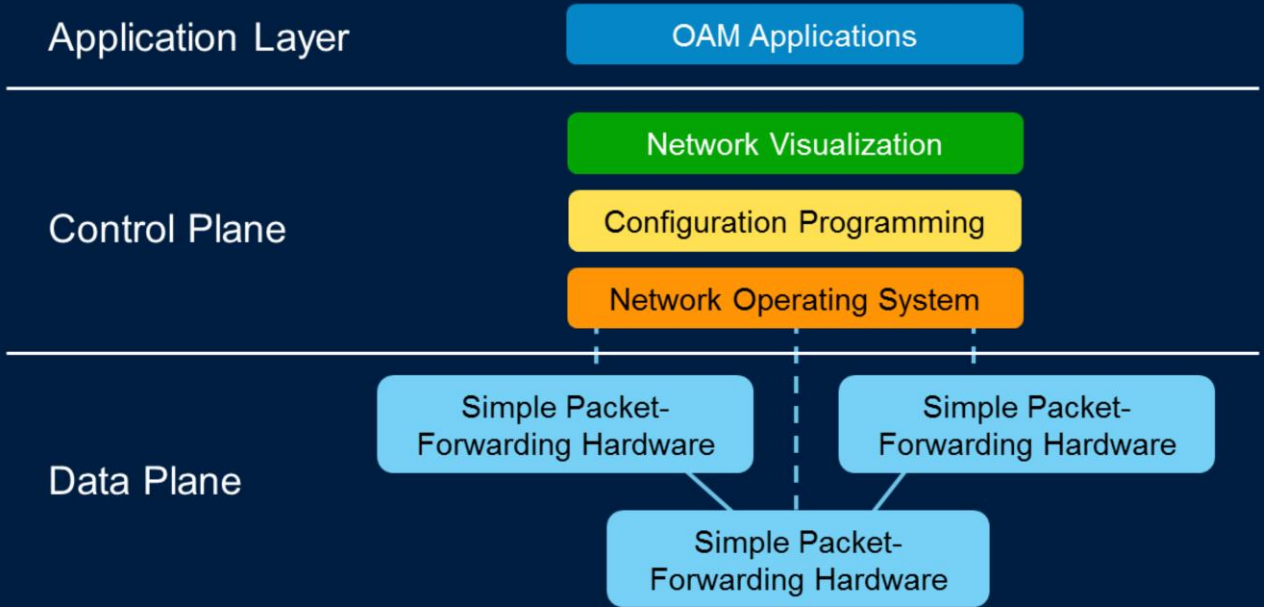 Application Layer
OAM Applications
Control Plane
Network Visualization
Configuration Programming
Network Operating System
Data Plane
Simple Packet-
Forwarding Hardware
Simple Packet-
Forwarding Hardware
Simple Packet-
Forwarding Hardware